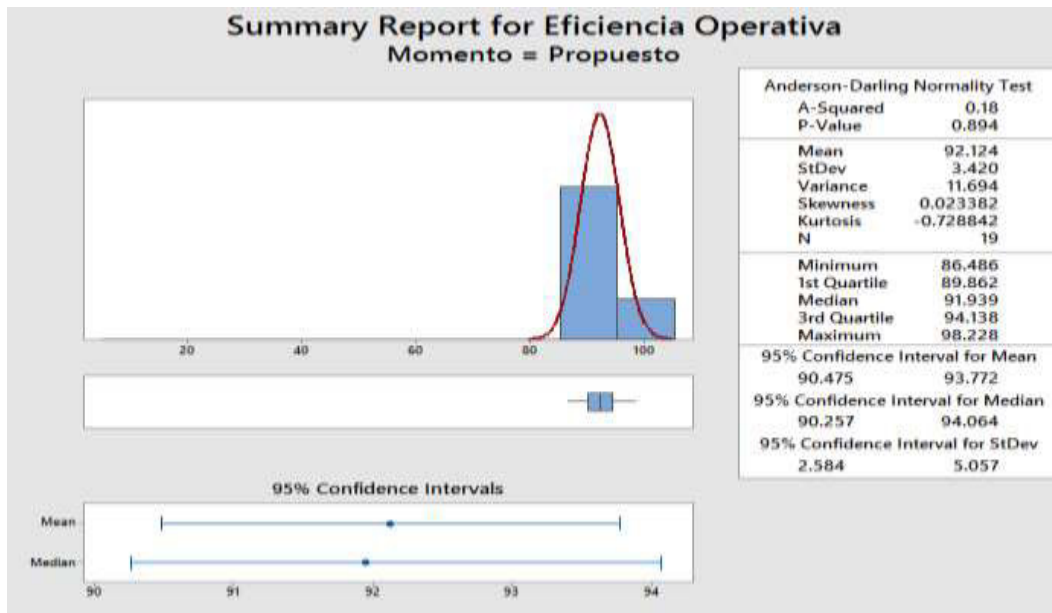 Summary Report for Eficiencia Operativa
Momento = Propuesto
20 40 60 80 100
95% Confidence Intervals
Mean
Median
90 91 92 93 94
Anderson-Darling Normality Test
A-Squared 0.18
P-Value 0.894
Mean 92.124
StDev 3.420
Variance 11.694
Skewness 0.023382
Kurtosis -0.728842
N 19
Minimum 86.486
1st Quartile 89.862
Median 91.939
3rd Quartile 94.138
Maximum 98.228
95% Confidence Interval for Mean
90.475 93.772
95% Confidence Interval for Median
90.257 94.064
95% Confidence Interval for StDev
2.584 5.057